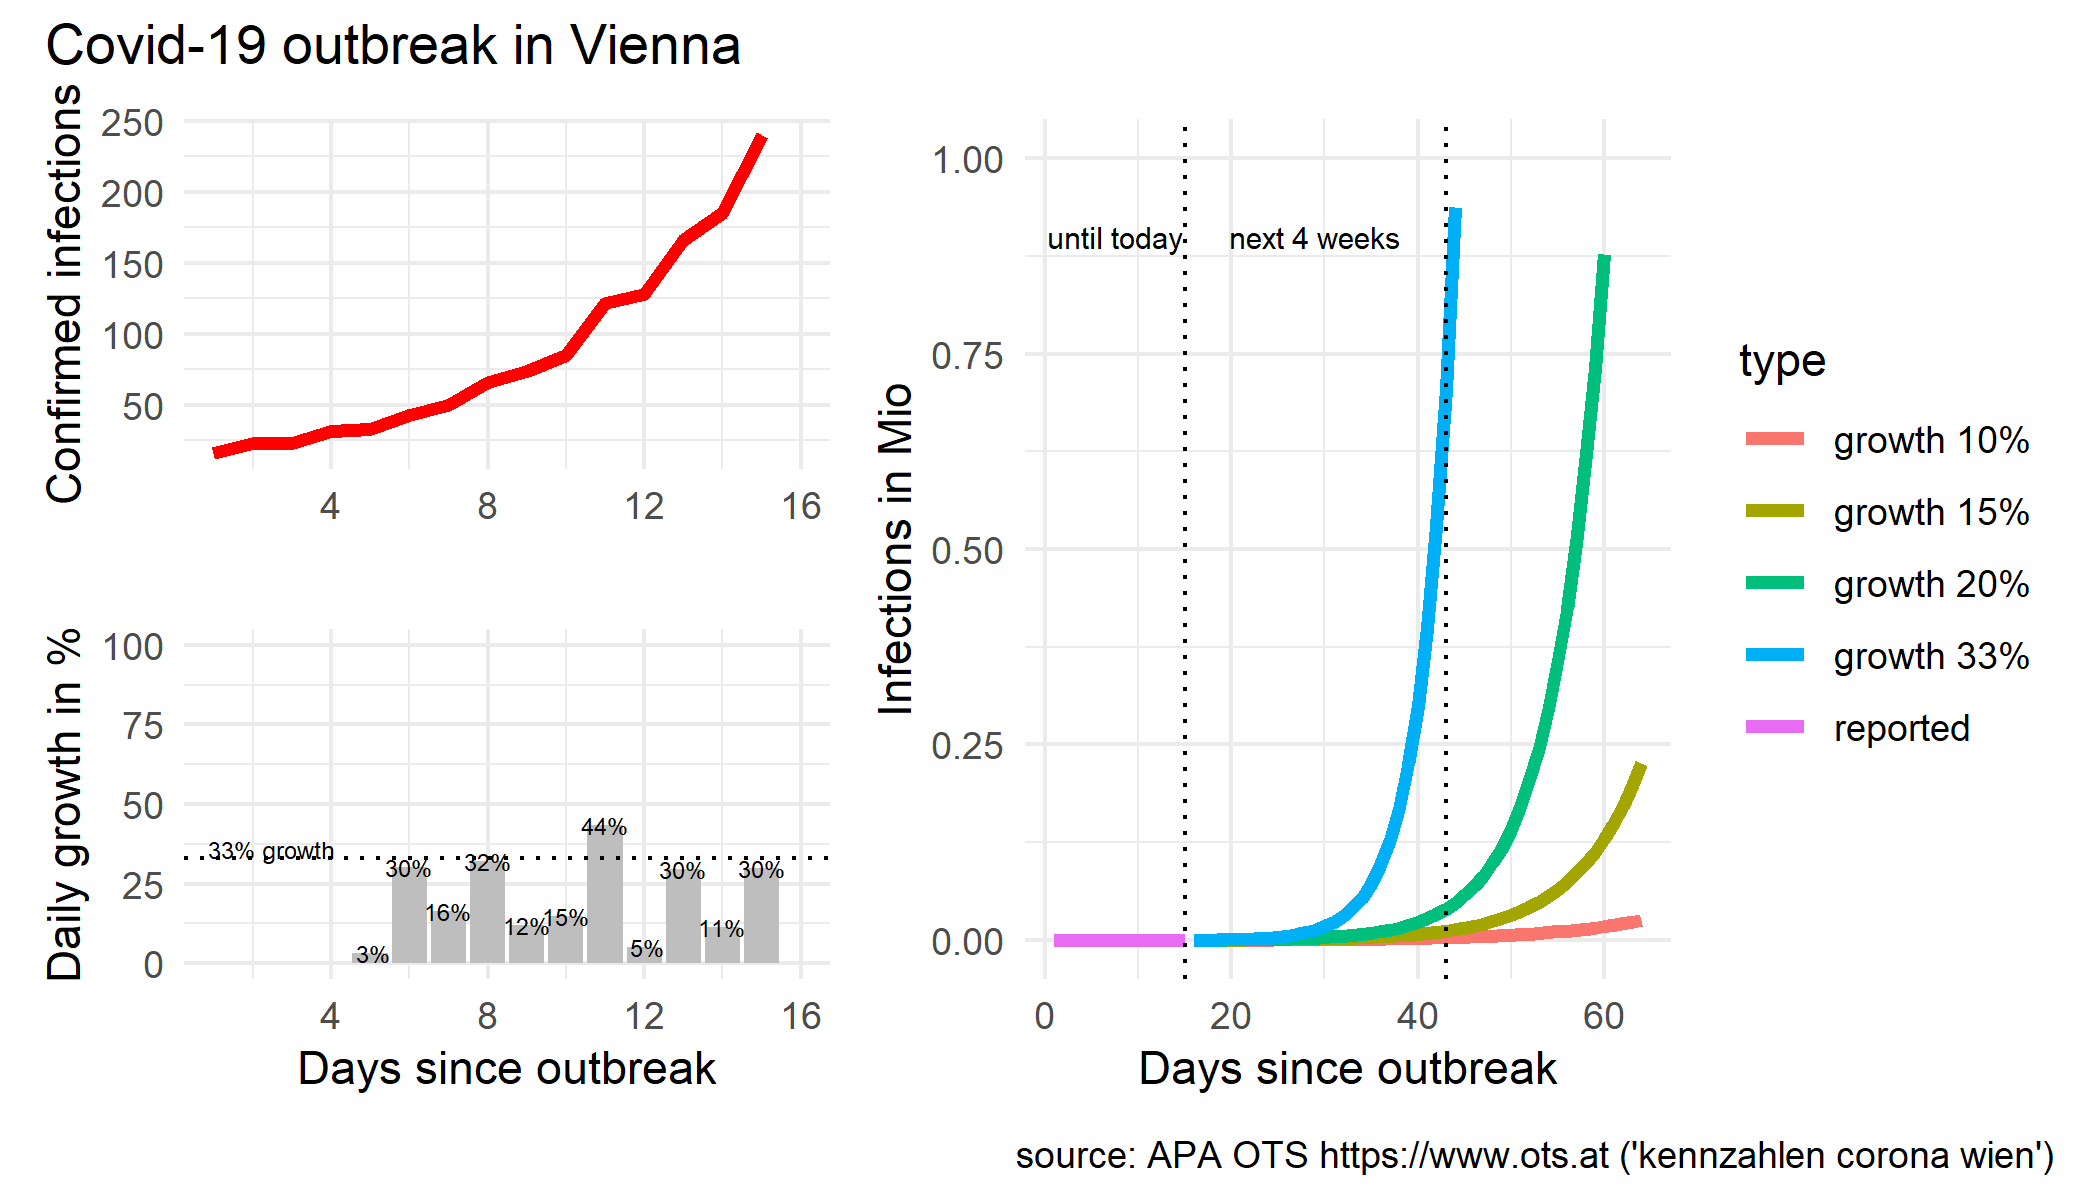 Covid-19 outbreak in Vienna
Confirmed infections
250
200
150
100
50
4 8 12 16
Daily growth in %
100
75
50
25
0
33% growth
3% 30% 16% 32% 12% 15% 44% 5% 30% 11% 30%
4 8 12 16
Days since outbreak
Infections in Mio
1.00
0.75
0.50
0.25
0.00
until today next 4 weeks
0 20 40 60
Days since outbreak
type
growth 10%
growth 15%
growth 20%
growth 33%
reported
source: APA OTS https://www.ots.at ('kennzahlen corona wien')